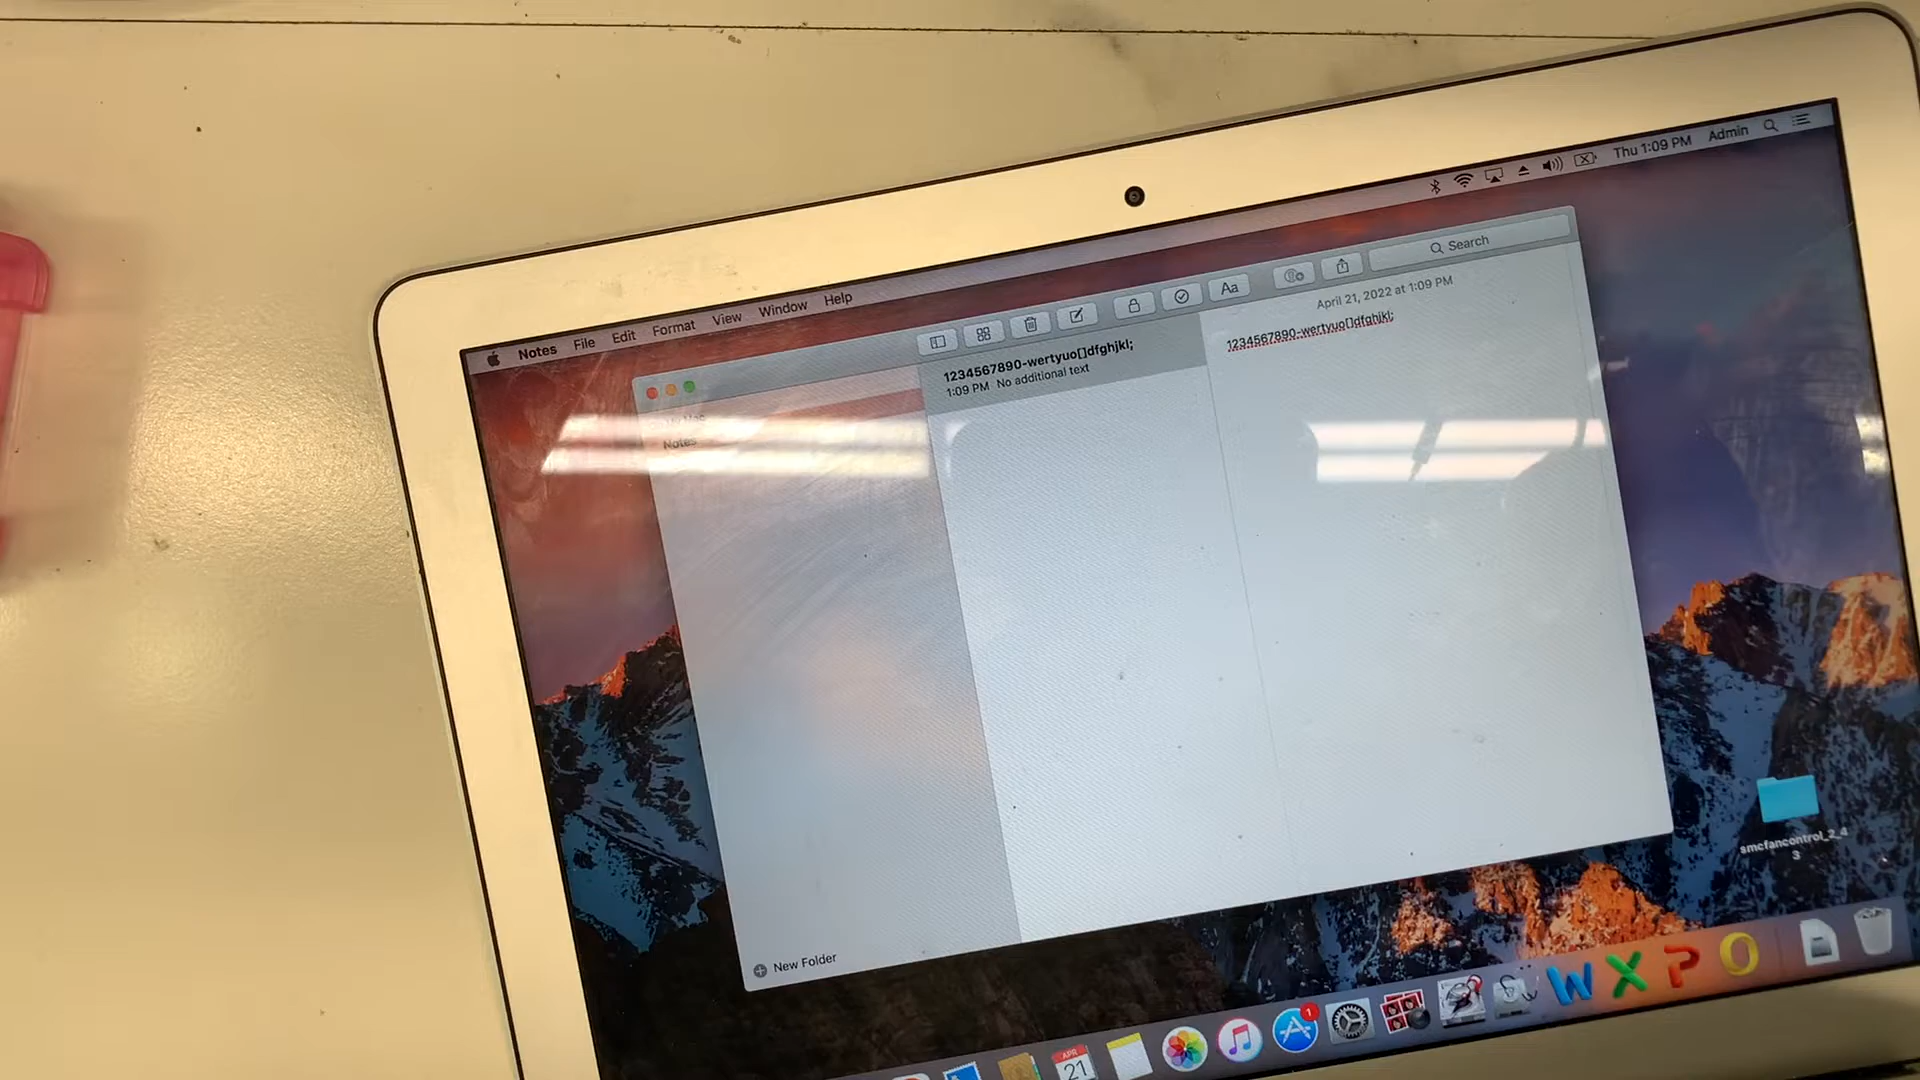 Notes File Edit Format View Window Help
Thu 1:09 PM Admin
Search
Aa
1234567890-wertyuo[]dfghjkl;
1:09 PM No additional text
April 21, 2022 at 1:09 PM
1234567890-wertyuo[]dfghjkl;
Notes
New Folder
smcfancontrol_2_4
3
1
APR
21
W X P O